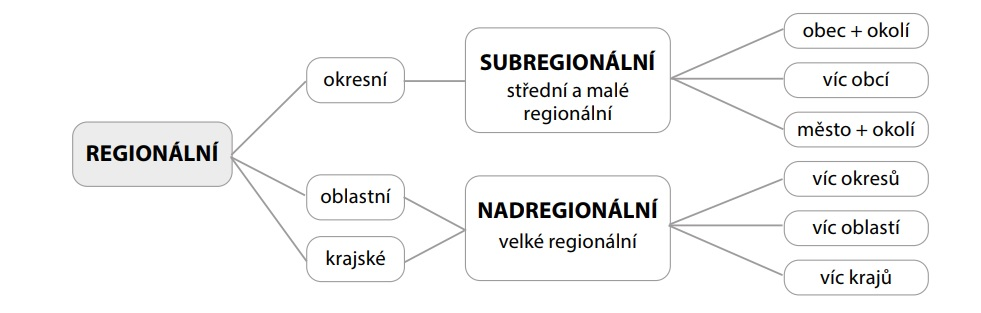 REGIONÁLNÍ
okresní
oblastní
krajské
SUBREGIONÁLNÍ
střední a malé
regionální
NADREGIONÁLNÍ
velké regionální
obec + okolí
víc obcí
město + okolí
víc okresů
víc oblastí
víc krajů